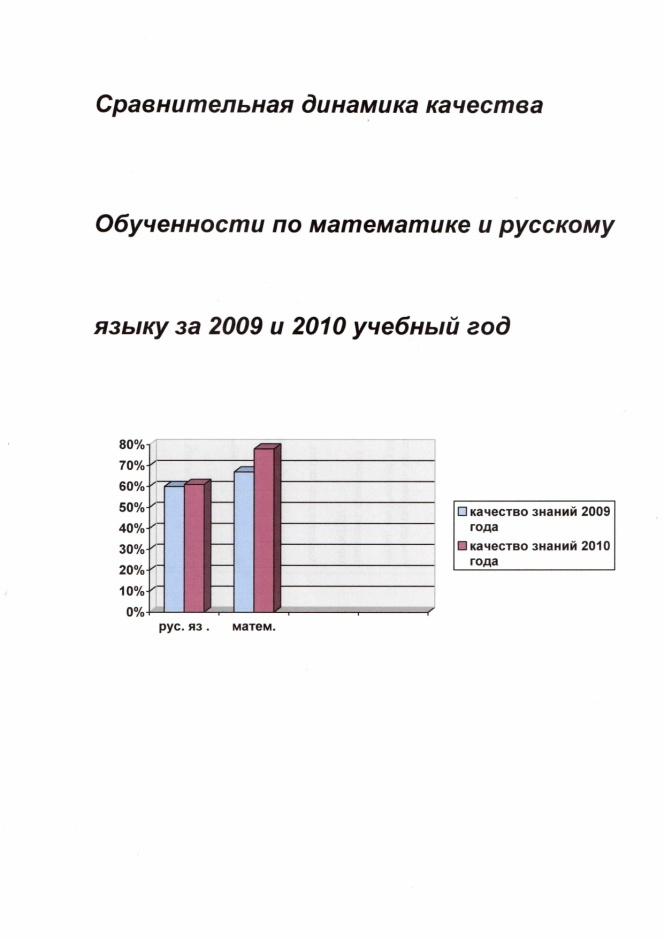 Сравнительная динамика качества
Обученности по математике и русскому
языку за 2009 и 2010 учебный год
80%
70%
60%
50%
40%
30%
20%
10%
0%
рус. яз .
матем.
качество знаний 2009
года
качество знаний 2010
года